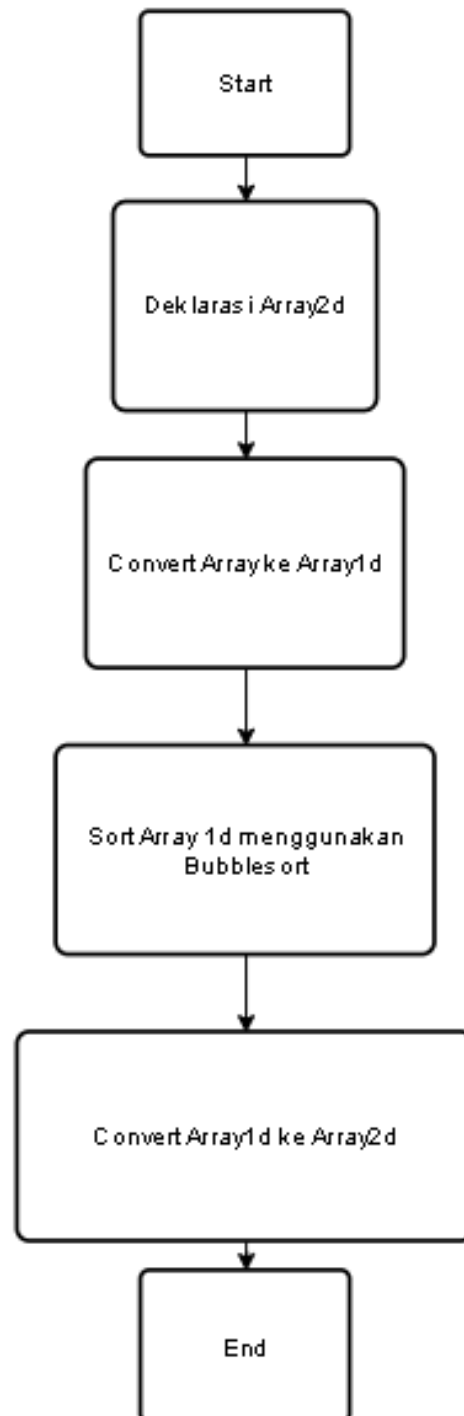 Start
Deklarasi Array2d
Convert Array ke Array1d
Sort Array 1d menggunakan
Bubblesort
Convert Array1d ke Array2d
End